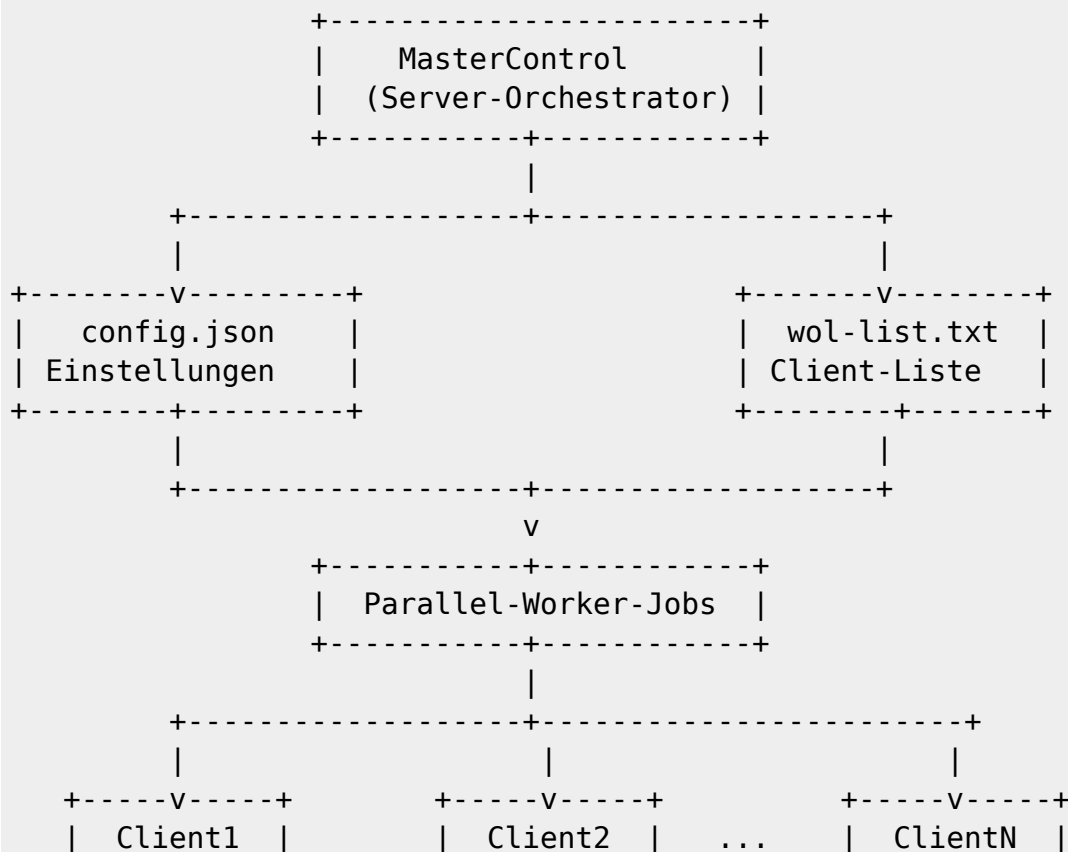 MasterControl
(Server-Orchestrator)
config.json wol-list.txt
Einstellungen Client-Liste
Parallel-Worker-Jobs
Client1 Client2 ... ClientN